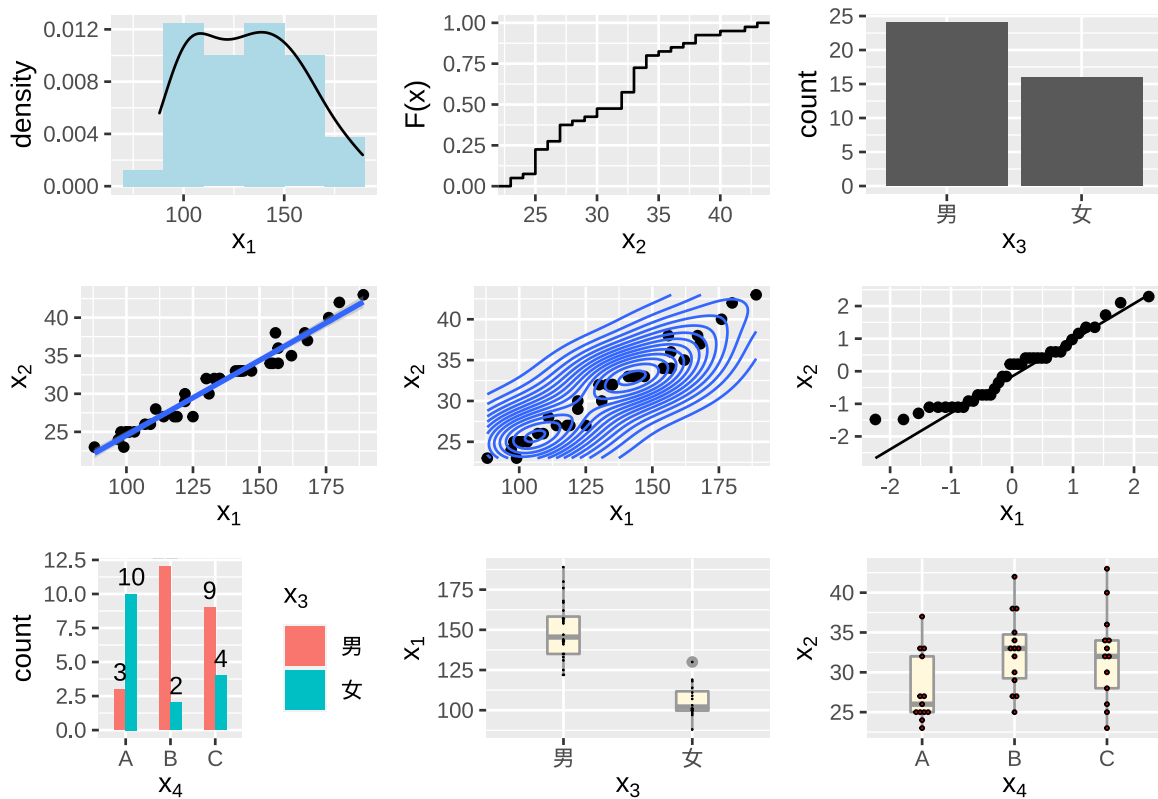 density
0.012
0.008
0.004
0.000
100 150
x₁
F(x)
1.00
0.75
0.50
0.25
0.00
25 30 35 40
x₂
count
25
20
15
10
5
0
男 女
x₃
x₂
40
35
30
25
100 125 150 175
x₁
x₂
40
35
30
25
100 125 150 175
x₁
x₂
2
1
0
-1
-2
-2 -1 0 1 2
x₁
count
12.5
10.0
7.5
5.0
2.5
0.0
10 9
3 2 4
A B C
x₄
x₃
男
女
x₁
175
150
125
100
男 女
x₃
x₂
40
35
30
25
A B C
x₄